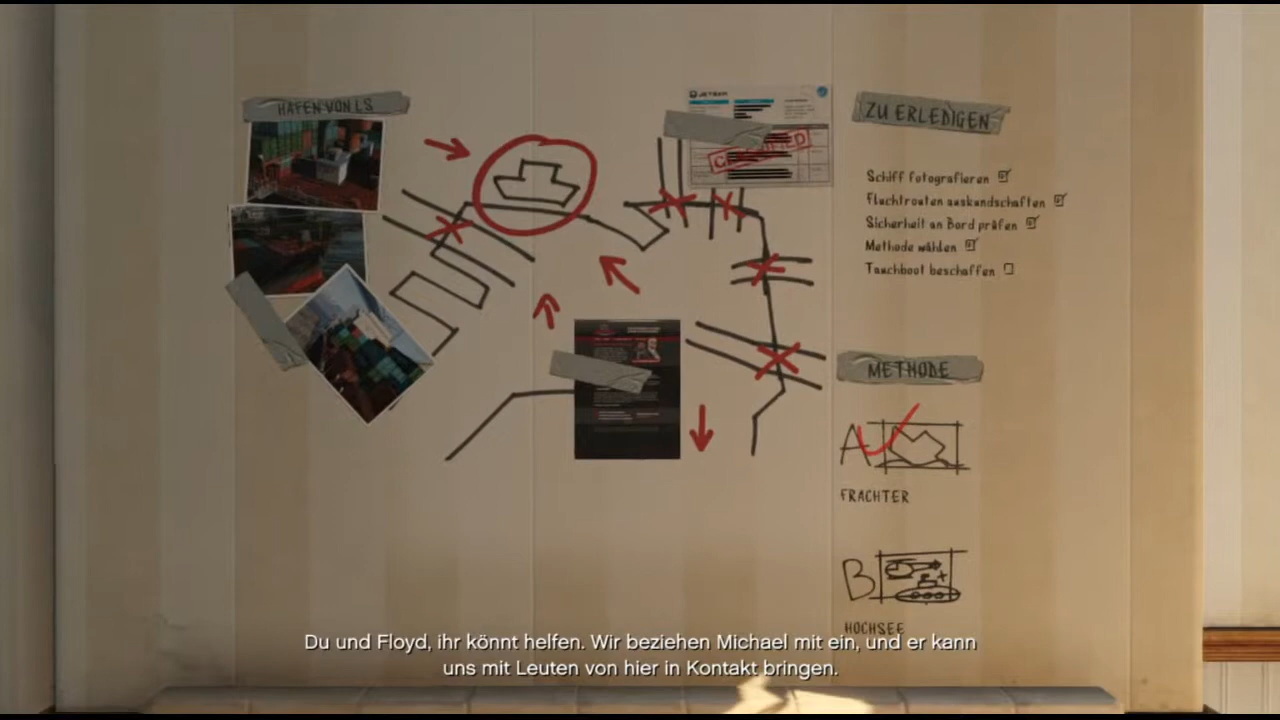 HAFEN VON LS
JETSAM
CLASSIFIED
ZU ERLEDIGEN
Schiff fotografieren
Fluchtrouten auskundschaften
Sicherheit an Bord prüfen
Methode wählen
Tauchboot beschaffen
METHODE
A
FRACHTER
B
HOCHSEE
Du und Floyd, ihr könnt helfen. Wir beziehen Michael mit ein, und er kann
uns mit Leuten von hier in Kontakt bringen.